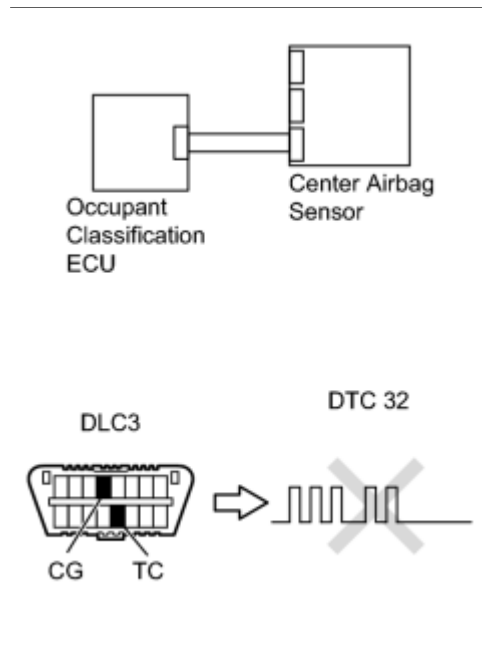 Center Airbag
Sensor
Occupant
Classification
ECU
DTC 32
DLC3
CG
TC